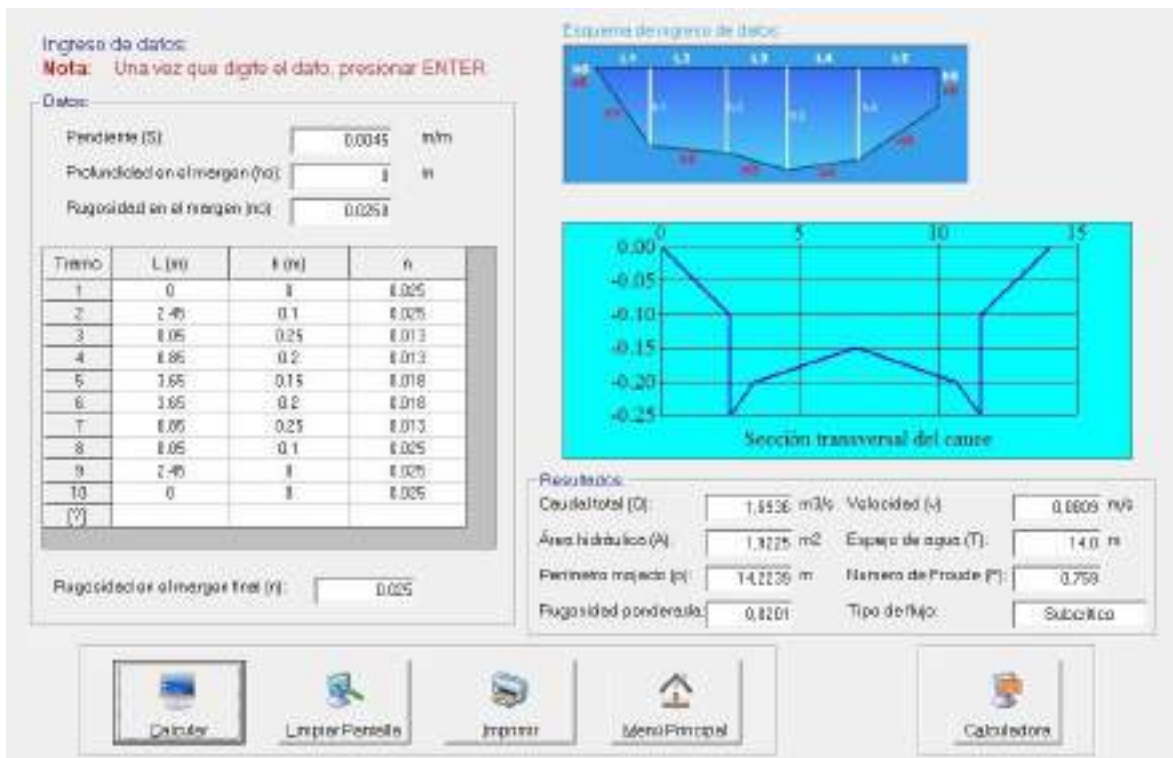 Ingreso de datos:
Nota: Una vez que digite el dato, presionar ENTER
Datos:
Pendiente (S): 0.0045 m/m
Profundidad en el margen (ho): 0 m
Rugosidad en el margen (no): 0.0250
Tramo L (m) h (m) n
1 0 0 0.025
2 2.45 0.1 0.025
3 0.05 0.25 0.013
4 0.85 0.2 0.013
5 3.65 0.15 0.018
6 3.65 0.2 0.018
7 0.85 0.25 0.013
8 0.05 0.1 0.025
9 2.45 0 0.025
10 0 0 0.025
Rugosidad en el margen final (n): 0.025
Esquema de ingreso de datos:
L1 L2 L3 L4 L5
0 5 10 15
0.00
-0.05
-0.10
-0.15
-0.20
-0.25
Sección transversal del cauce
Resultados:
Caudal total (Q): m3/s Velocidad (v): m/s
Área hidráulica (A): 1.9225 m2 Espejo de agua (T): 14.0 m
Perímetro mojado (p): 14.2239 m Número de Froude (F): 0.759
Rugosidad ponderada: 0.0201 Tipo de flujo: Subcrítico
Calcular
Limpiar Pantalla
Imprimir
Menú Principal
Calculadora